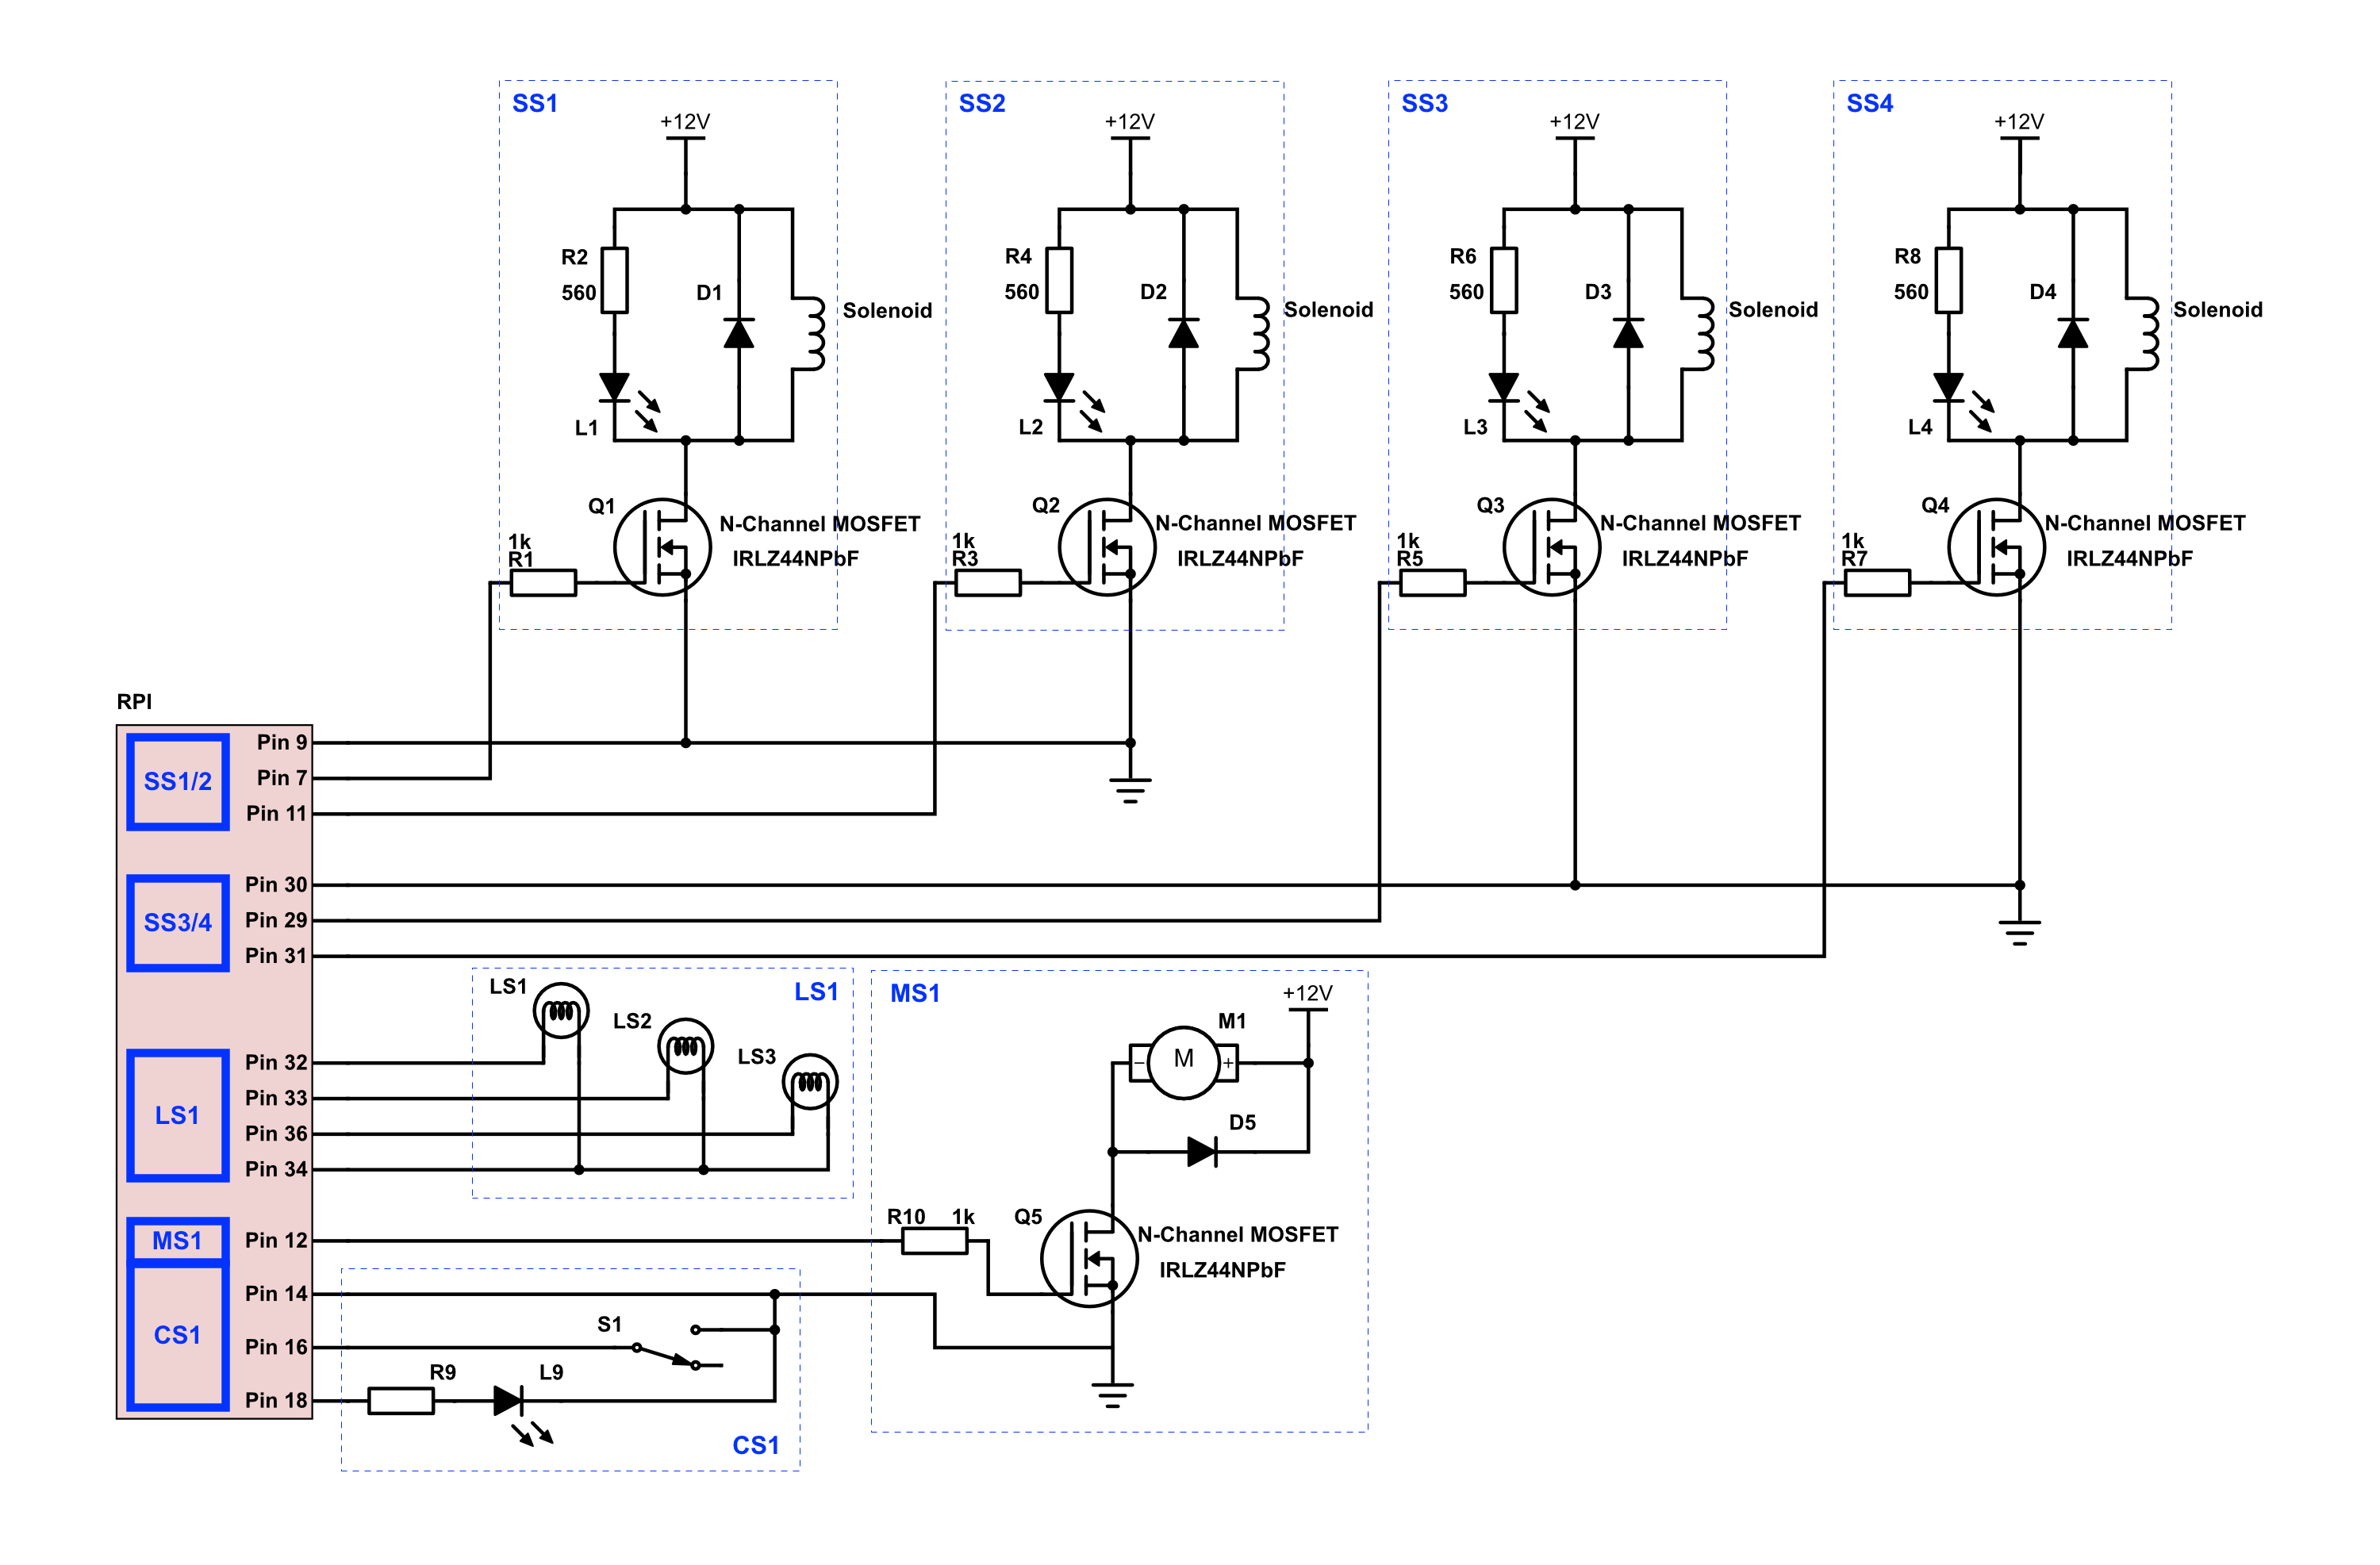 SS1
+12V
R2
560
D1
Solenoid
L1
Q1
N-Channel MOSFET
IRLZ44NPbF
1k
R1
SS2
+12V
R4
560
D2
Solenoid
L2
Q2
N-Channel MOSFET
IRLZ44NPbF
1k
R3
SS3
+12V
R6
560
D3
Solenoid
L3
Q3
N-Channel MOSFET
IRLZ44NPbF
1k
R5
SS4
+12V
R8
560
D4
Solenoid
L4
Q4
N-Channel MOSFET
IRLZ44NPbF
1k
R7
RPI
SS1/2
Pin 9
Pin 7
Pin 11
SS3/4
Pin 30
Pin 29
Pin 31
LS1
Pin 32
Pin 33
Pin 36
Pin 34
MS1
Pin 12
CS1
Pin 14
Pin 16
Pin 18
LS1
LS1
LS2
LS3
MS1
+12V
M1
− M +
D5
R10 1k
Q5
N-Channel MOSFET
IRLZ44NPbF
S1
R9
L9
CS1